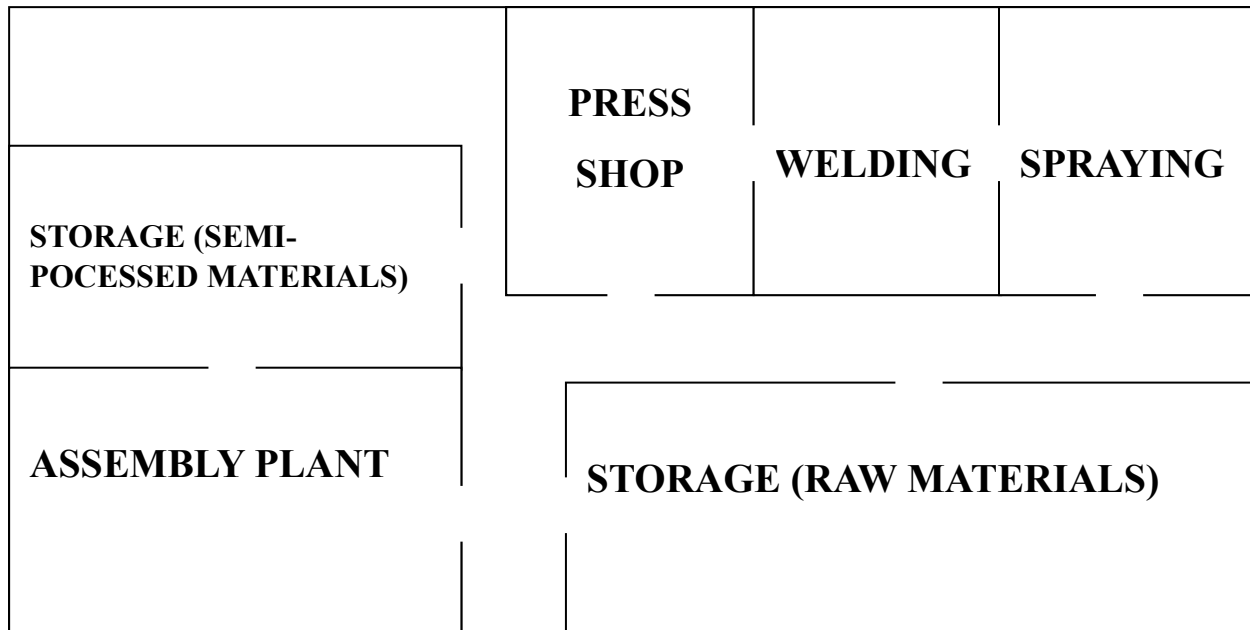 PRESS
SHOP
WELDING
SPRAYING
STORAGE (SEMI-
POCESSED MATERIALS)
ASSEMBLY PLANT
STORAGE (RAW MATERIALS)